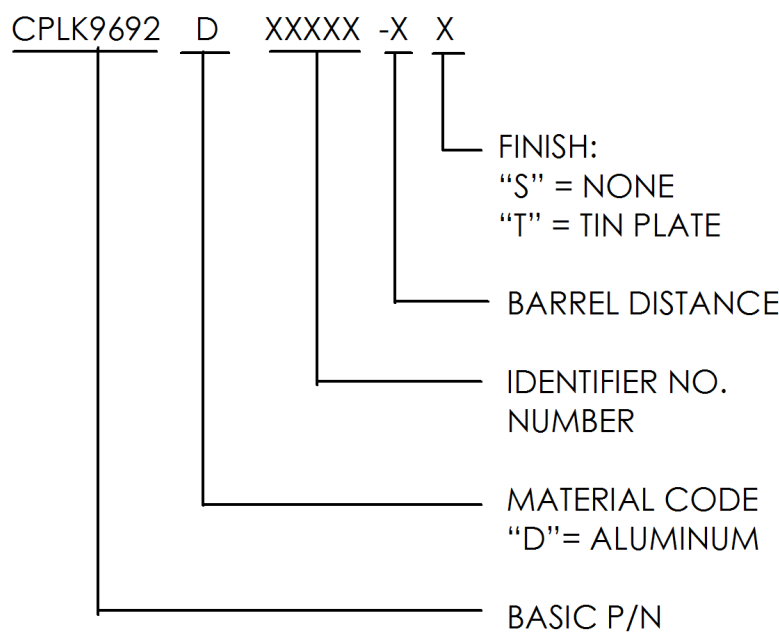 CPLK9692 D XXXXX -X X
FINISH:
“S” = NONE
“T” = TIN PLATE
BARREL DISTANCE
IDENTIFIER NO.
NUMBER
MATERIAL CODE
“D”= ALUMINUM
BASIC P/N